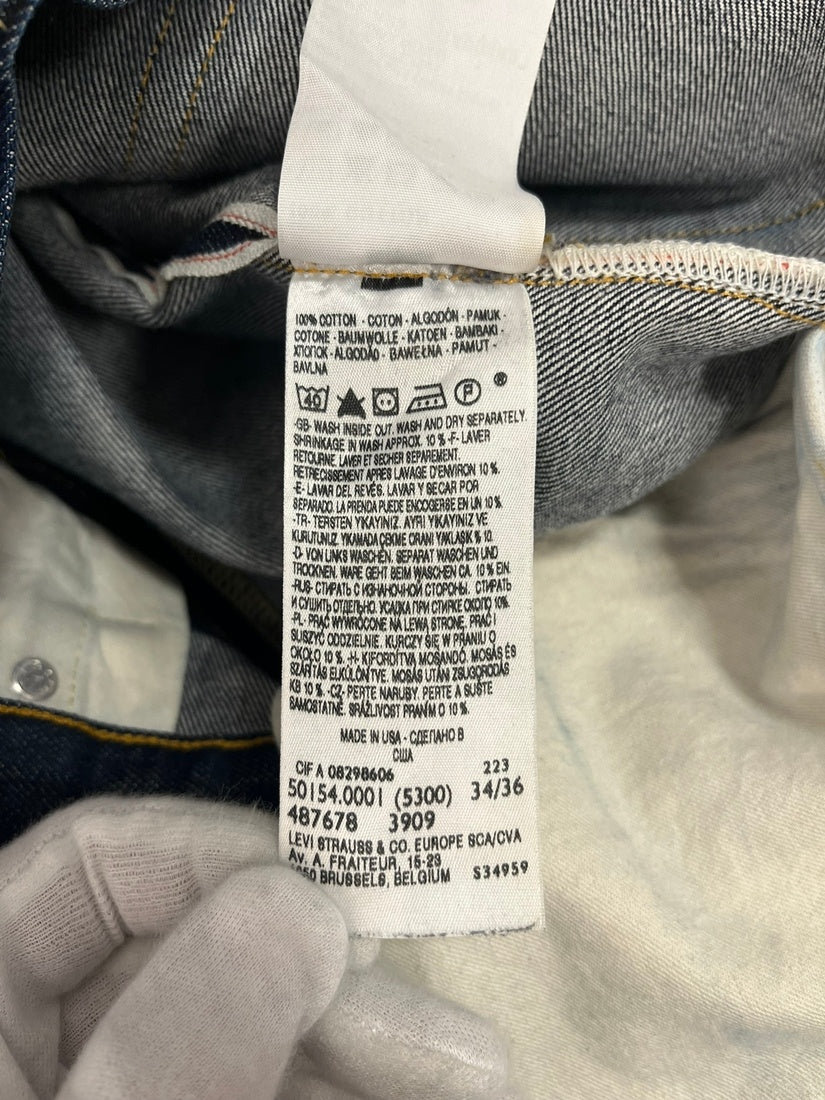 100% COTTON · COTON · ALGODÓN · PAMUK ·
COTONE · BAUMWOLLE · KATOEN · BAMBAKI ·
ХЛОПОК · ALGODÃO · BAWEŁNA · PAMUT ·
BAVLNA
40 P ®
-GB- WASH INSIDE OUT. WASH AND DRY SEPARATELY.
SHRINKAGE IN WASH APPROX. 10 % -F- LAVER
RETOURNE. LAVER ET SECHER SEPAREMENT.
RETRECISSEMENT APRES LAVAGE D'ENVIRON 10 %.
-E- LAVAR DEL REVÉS. LAVAR Y SECAR POR
SEPARADO. LA PRENDA PUEDE ENCOGERSE EN UN 10 %.
-TR- TERSTEN YIKAYINIZ. AYRI YIKAYINIZ VE
KURUTUNUZ. YIKAMADA ÇEKME ORANI YAKLASIK % 10.
-D- VON LINKS WASCHEN. SEPARAT WASCHEN UND
TROCKNEN. WARE GEHT BEIM WASCHEN CA. 10 % EIN.
-RUS- СТИРАТЬ С ИЗНАНОЧНОЙ СТОРОНЫ. СТИРАТЬ
И СУШИТЬ ОТДЕЛЬНО. УСАДКА ПРИ СТИРКЕ ОКОЛО 10%.
-PL- PRAĆ WYWRÓCONE NA LEWĄ STRONĘ, PRAĆ I
SUSZYĆ ODDZIELNIE. KURCZY SIĘ W PRANIU O
OKOŁO 10 %. -H- KIFORDÍTVA MOSANDÓ. MOSÁS ÉS
SZÁRÍTÁS ELKÜLÖNÍTVE. MOSÁS UTÁN ZSUGORODÁS
KB 10 %. -CZ- PERTE NARUBY. PERTE A SUŠTE
SAMOSTATNĚ. SRÁŽLIVOST PRANÍM O 10 %.
MADE IN USA - СДЕЛАНО В
США
CIF A 08298606 223
50154.0001 (5300) 34/36
487678 3909
LEVI STRAUSS & CO. EUROPE SCA/CVA
Av. A. FRAITEUR, 15-23
BRUSSELS, BELGIUM S34959